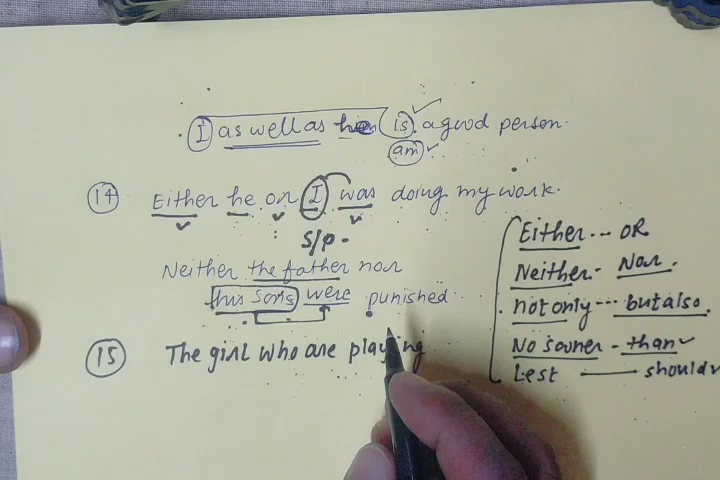 I as well as is a good person.
am
14 Either he or I was doing my work.
S/P -
Neither the father nor
his sons were punished
15 The girl who are playing
Either --- OR
Neither - Nor.
not only --- but also.
No sooner - than
Lest —— should